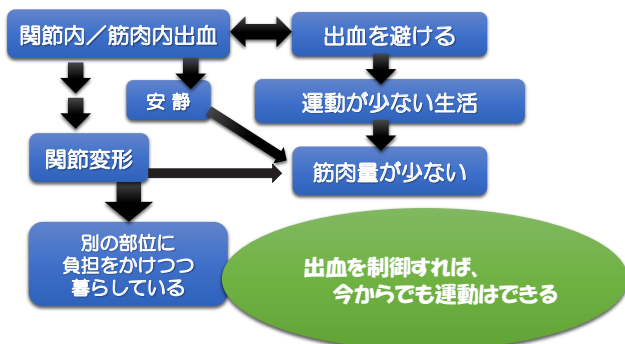 関節内／筋肉内出血
出血を避ける
安 静
運動が少ない生活
関節変形
筋肉量が少ない
別の部位に
負担をかけつつ
暮らしている
出血を制御すれば、
今からでも運動はできる